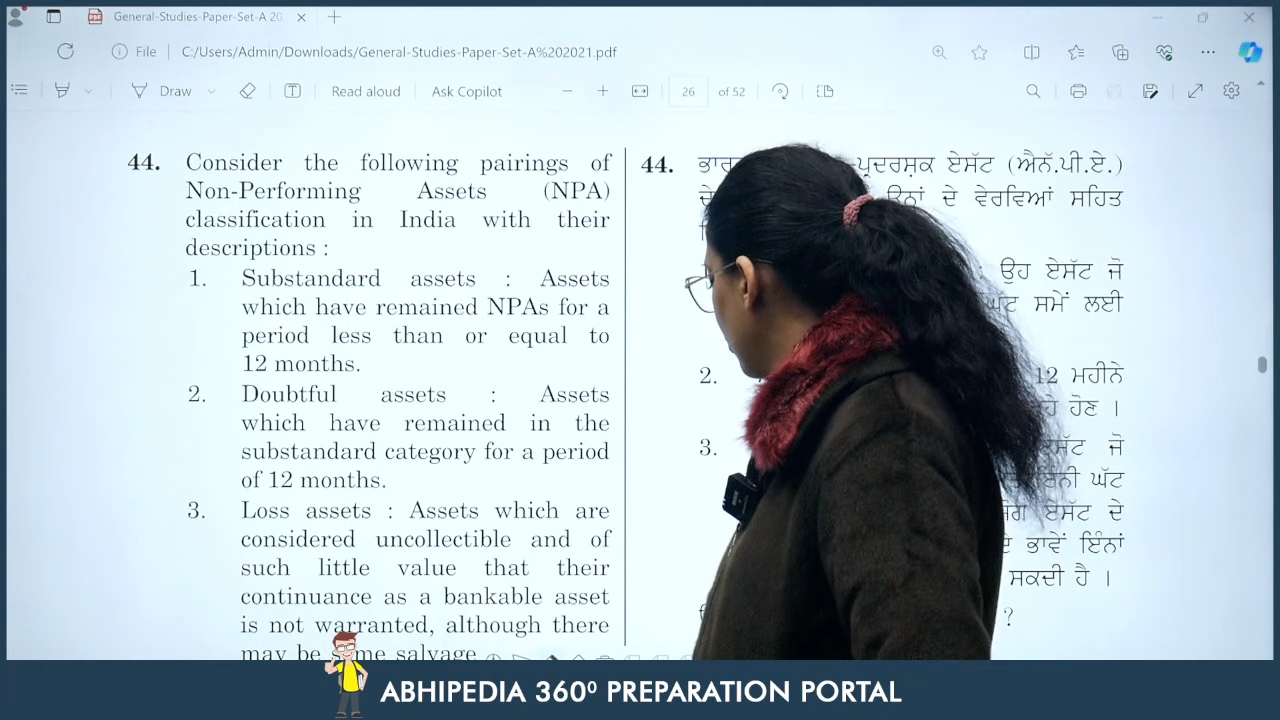 General-Studies-Paper-Set-A 20
File C:/Users/Admin/Downloads/General-Studies-Paper-Set-A%202021.pdf
Draw Read aloud Ask Copilot 26 of 52
44. Consider the following pairings of
Non-Performing Assets (NPA)
classification in India with their
descriptions :
1. Substandard assets : Assets
which have remained NPAs for a
period less than or equal to
12 months.
2. Doubtful assets : Assets
which have remained in the
substandard category for a period
of 12 months.
3. Loss assets : Assets which are
considered uncollectible and of
such little value that their
continuance as a bankable asset
is not warranted, although there
may be some salvage
44. ਪ੍ਰਦਰਸ਼ਕ ਏਸੱਟ (ਐਨੱ.ਪੀ.ਏ.)
ਦੇ ਵੇਰਵਿਆਂ ਸਹਿਤ
: ਉਹ ਏਸੱਟ ਜੋ
ਘੱਟ ਸਮੇਂ ਲਈ
2. 12 ਮਹੀਨੇ
ਹੋਣ ।
3. ਏਸੱਟ ਜੋ
ਇੰਨੀ ਘੱਟ
ਏਸੱਟ ਦੇ
ਭਾਵੇਂ ਇੰਨਾਂ
ਸਕਦੀ ਹੈ ।
?
ABHIPEDIA 360⁰ PREPARATION PORTAL